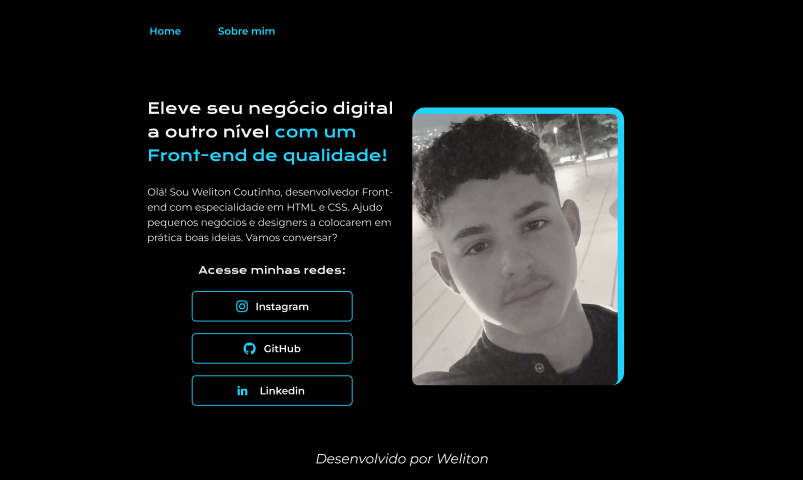 Home
Sobre mim
Eleve seu negócio digital
a outro nível com um
Front-end de qualidade!
Olá! Sou Weliton Coutinho, desenvolvedor Front-
end com especialidade em HTML e CSS. Ajudo
pequenos negócios e designers a colocarem em
prática boas ideias. Vamos conversar?
Acesse minhas redes:
Instagram
GitHub
in Linkedin
Desenvolvido por Weliton